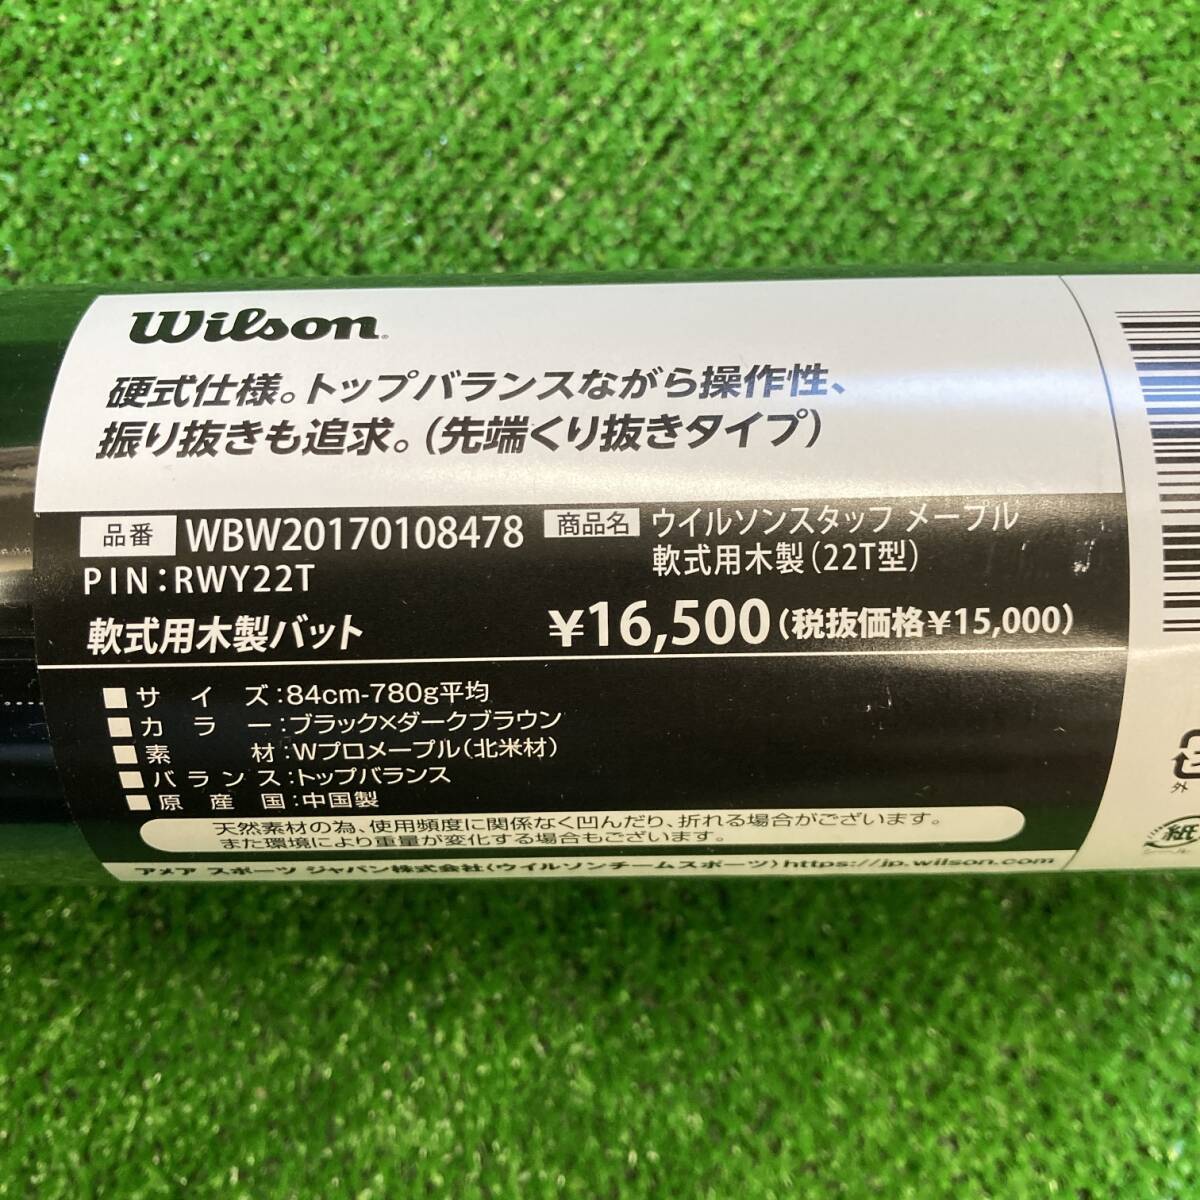 Wilson
硬式仕様。トップバランスながら操作性、
振り抜きも追求。(先端くり抜きタイプ)
品番 WBW20170108478
PIN:RWY22T
軟式用木製バット
商品名 ウイルソンスタッフ メープル
軟式用木製(22T型)
¥16,500(税抜価格¥15,000)
■サイズ:84cm-780g平均
■カラー:ブラック×ダークブラウン
■素材:Wプロメープル(北米材)
■バランス:トップバランス
■原産国:中国製
天然素材の為、使用頻度に関係なく凹んだり、折れる場合がございます。
また環境により重量が変化する場合もございます。
アメア スポーツ ジャパン株式会社(ウイルソンチームスポーツ)https://jp.wilson.com
外
紙